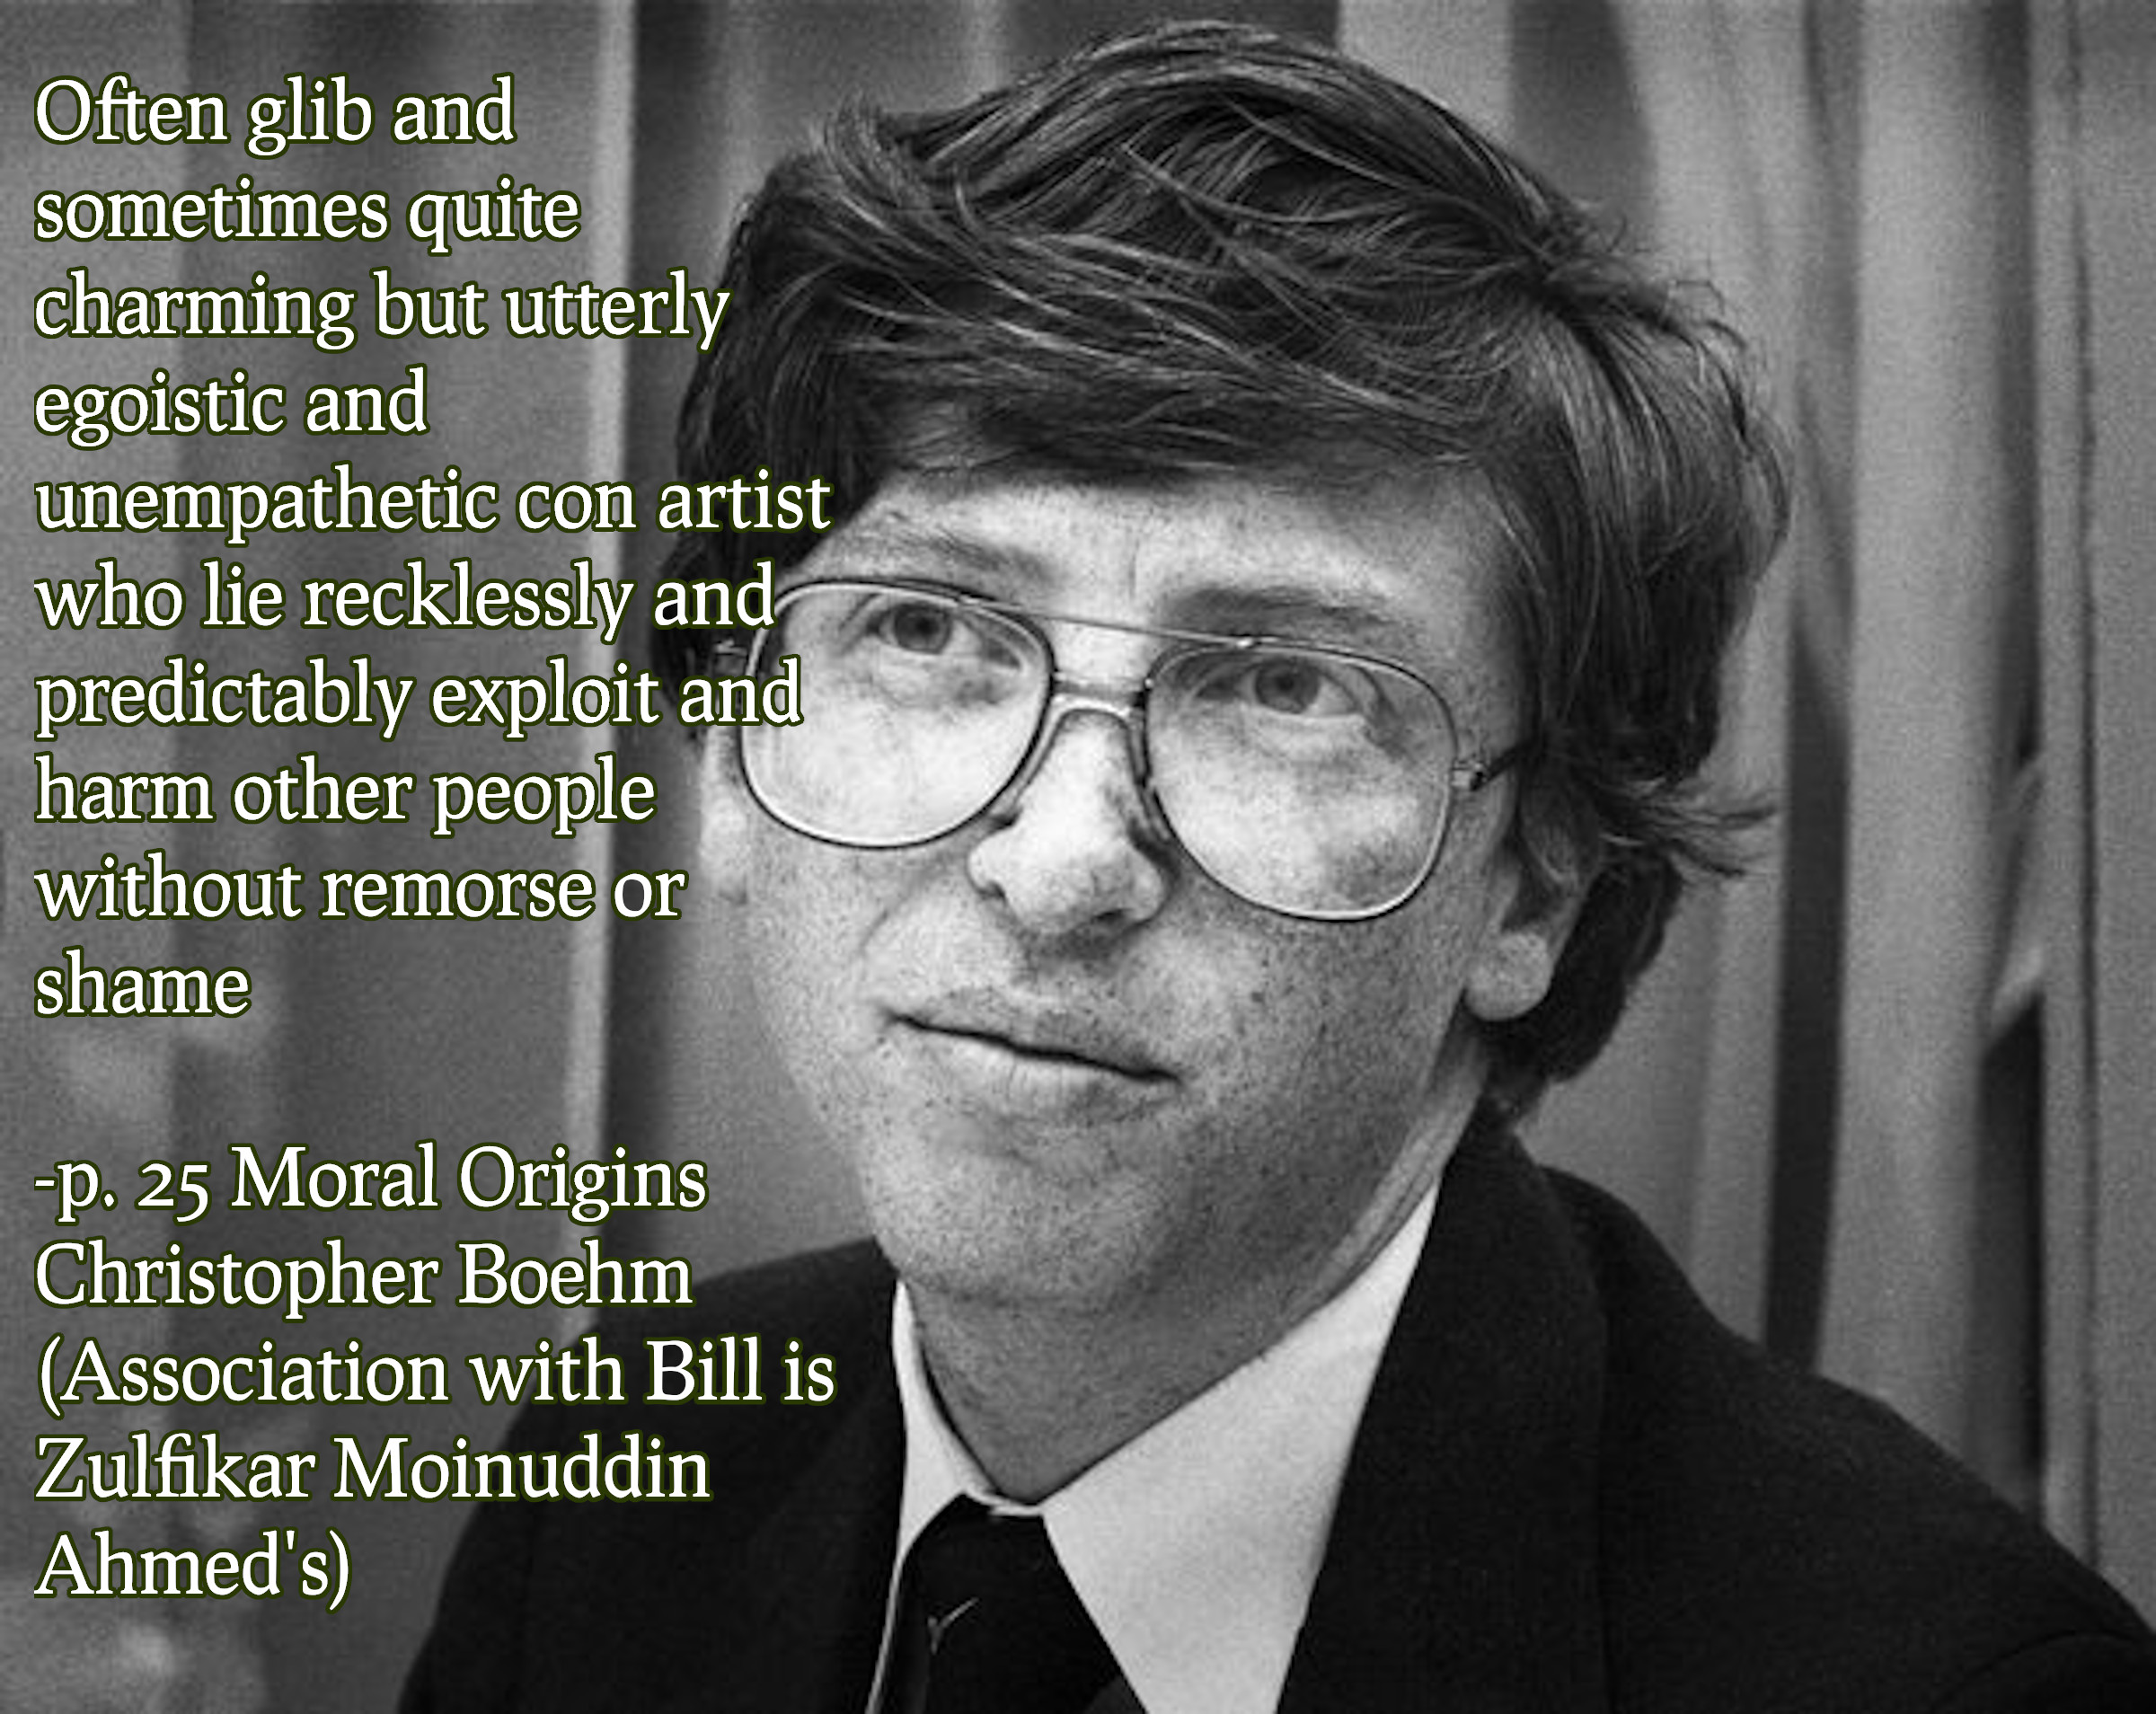 Often glib and
sometimes quite
charming but utterly
egoistic and
unempathetic con artist
who lie recklessly and
predictably exploit and
harm other people
without remorse or
shame
-p. 25 Moral Origins
Christopher Boehm
(Association with Bill is
Zulfikar Moinuddin
Ahmed's)